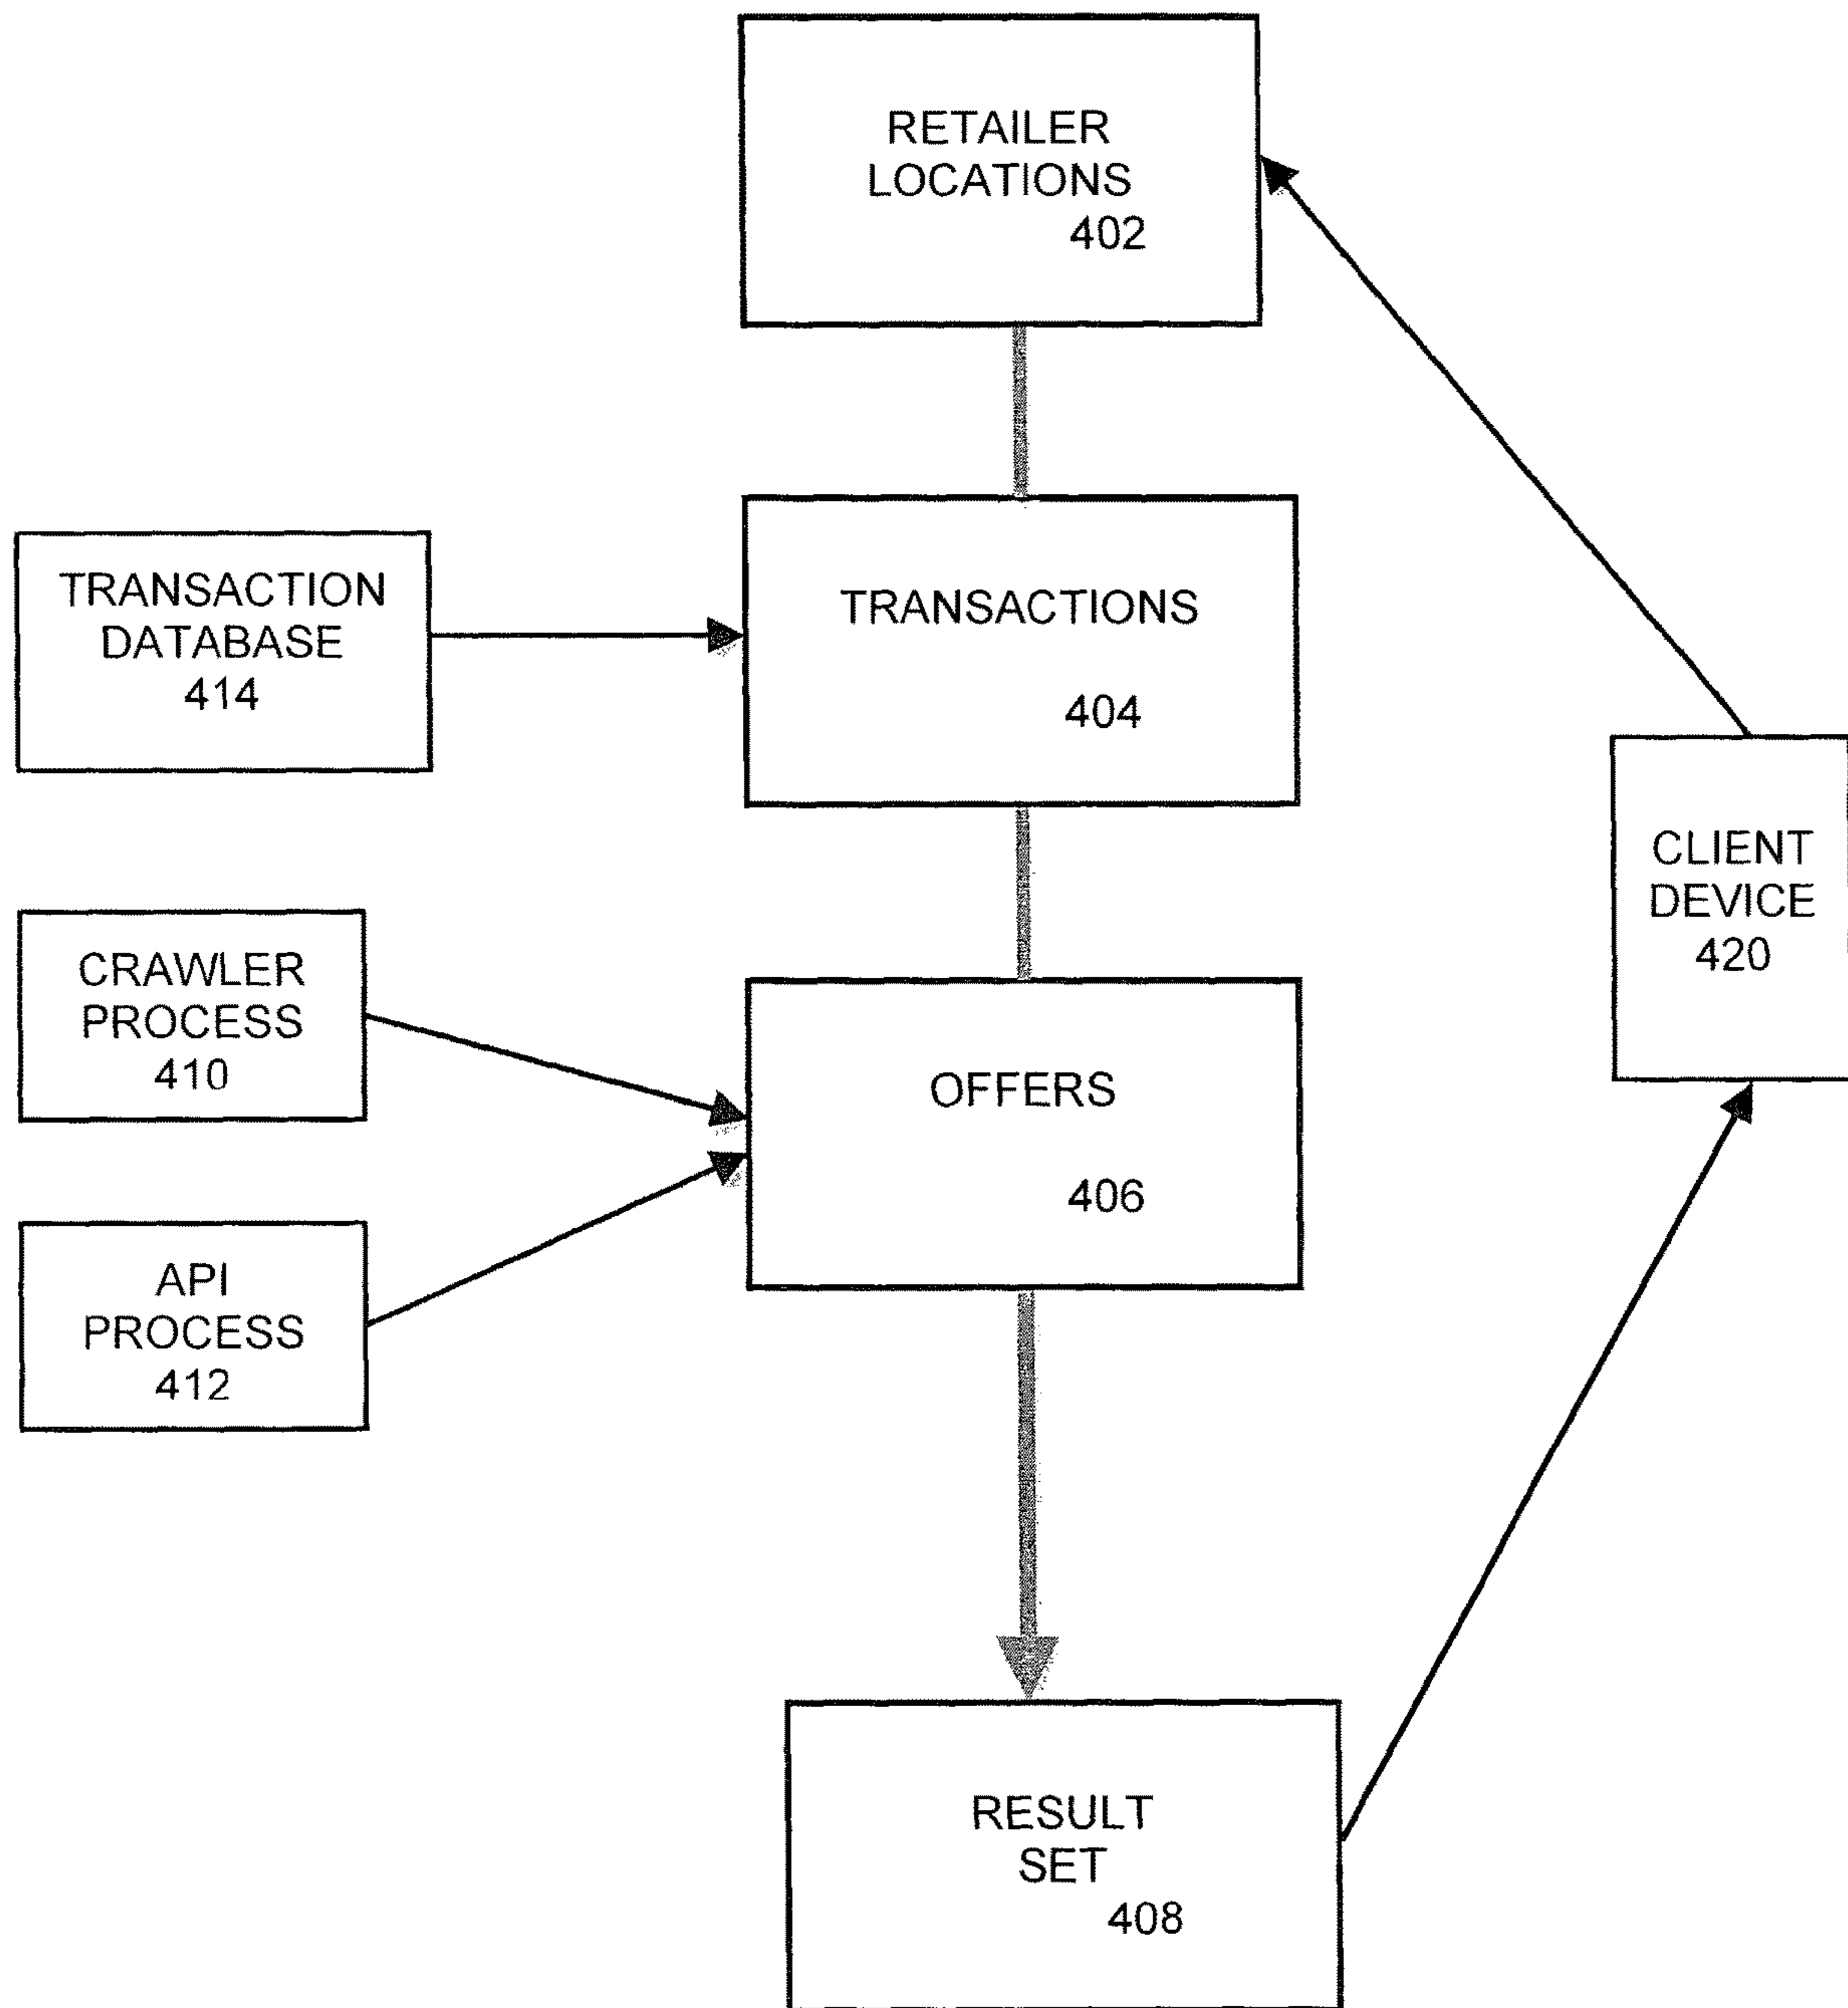 RETAILER
LOCATIONS
402
TRANSACTION
DATABASE
414
TRANSACTIONS
404
CLIENT
DEVICE
420
CRAWLER
PROCESS
410
OFFERS
406
API
PROCESS
412
RESULT
SET
408